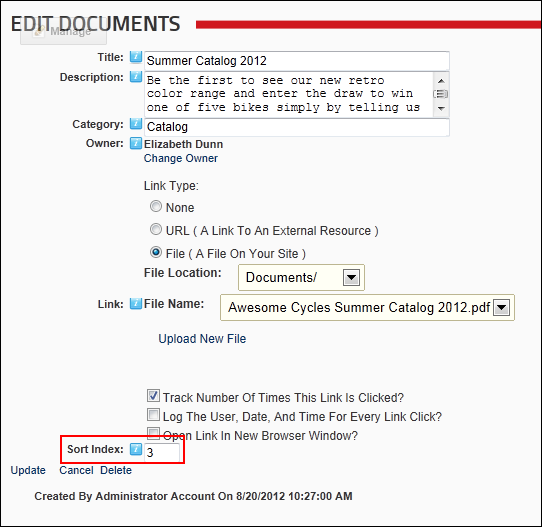 EDIT DOCUMENTS
Manage
Title: Summer Catalog 2012
Description: Be the first to see our new retro
color range and enter the draw to win
one of five bikes simply by telling us
Category: Catalog
Owner: Elizabeth Dunn
Change Owner
Link Type:
None
URL ( A Link To An External Resource )
File ( A File On Your Site )
File Location: Documents/
Link: File Name: Awesome Cycles Summer Catalog 2012.pdf
Upload New File
Track Number Of Times This Link Is Clicked?
Log The User, Date, And Time For Every Link Click?
Open Link In New Browser Window?
Sort Index: 3
Update Cancel Delete
Created By Administrator Account On 8/20/2012 10:27:00 AM